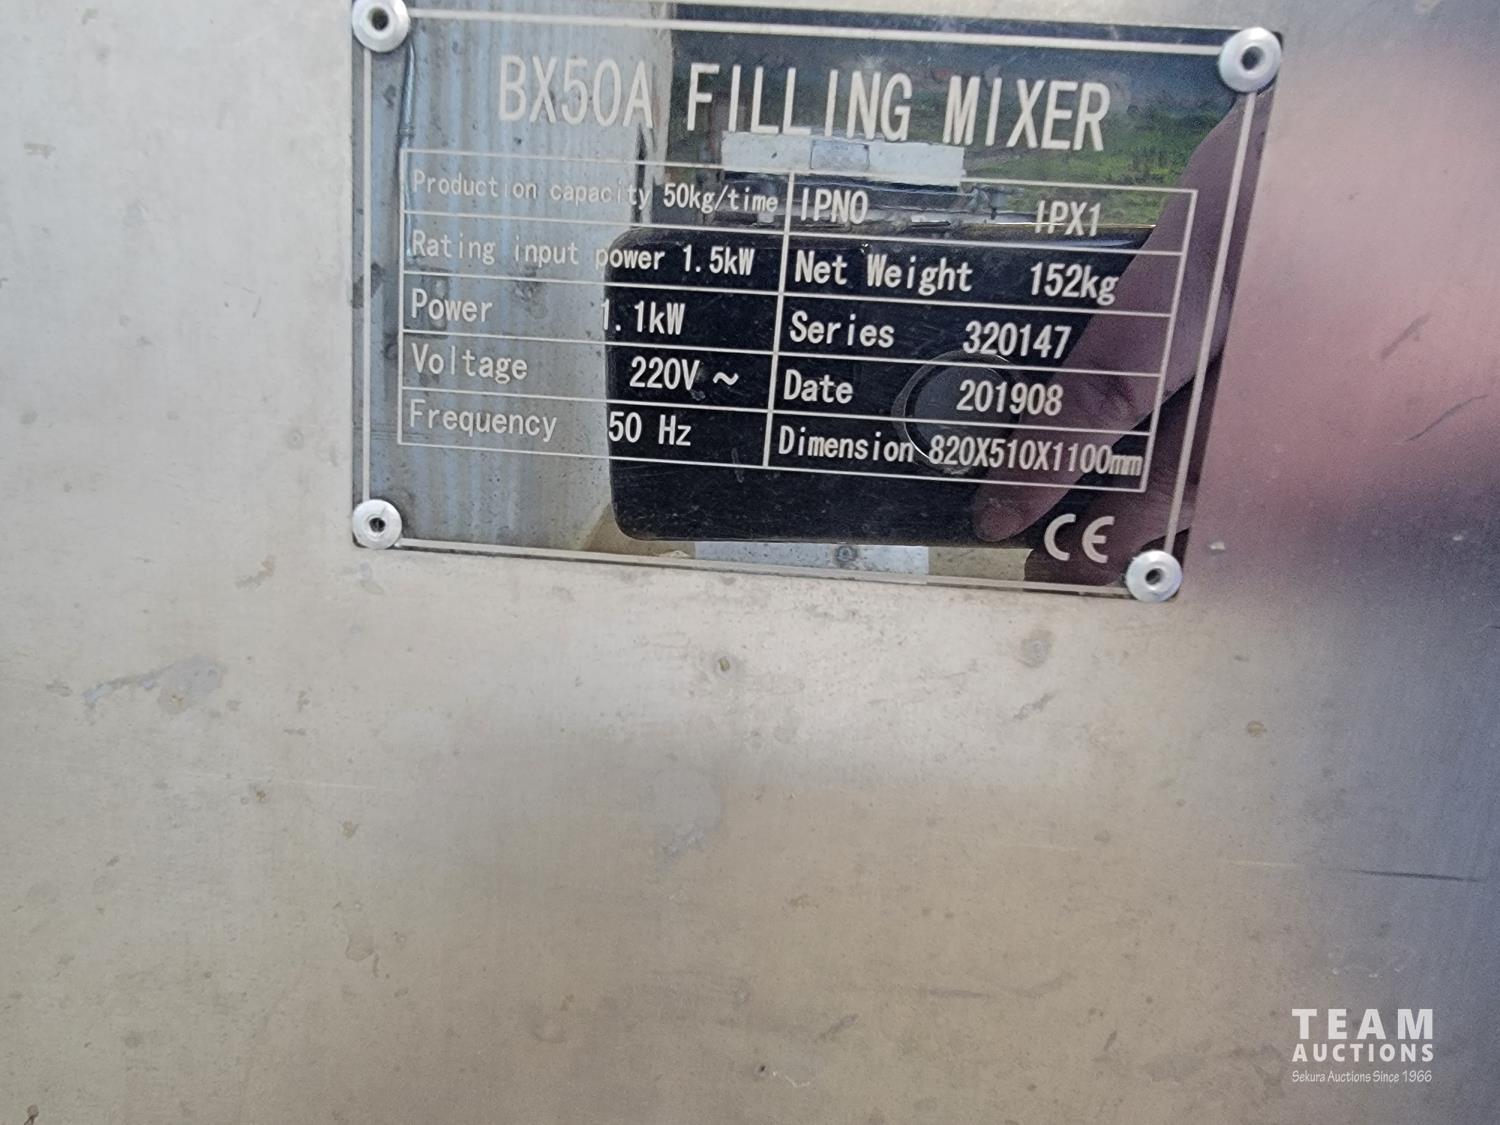 BX50A FILLING MIXER
Production capacity 50kg/time IPNO IPX1
Rating input power 1.5kW Net Weight 152kg
Power 1.1kW Series 320147
Voltage 220V ~ Date 201908
Frequency 50 Hz Dimension 820X510X1100mm
CE
TEAM
AUCTIONS
Sekura Auctions Since 1966